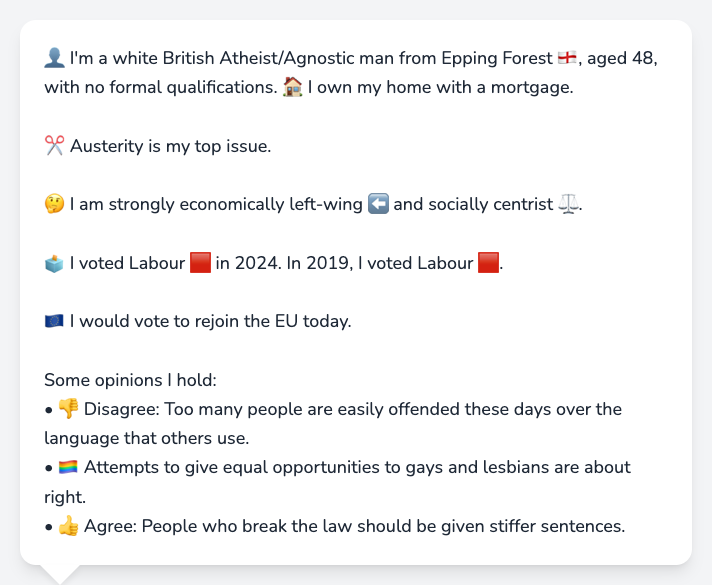 👤 I'm a white British Atheist/Agnostic man from Epping Forest 🏴󠁧󠁢󠁥󠁮󠁧󠁿, aged 48,
with no formal qualifications. 🏠 I own my home with a mortgage.
✂️ Austerity is my top issue.
🤔 I am strongly economically left-wing ⬅️ and socially centrist ⚖️.
🗳️ I voted Labour 🟥 in 2024. In 2019, I voted Labour 🟥.
🇪🇺 I would vote to rejoin the EU today.
Some opinions I hold:
• 👎 Disagree: Too many people are easily offended these days over the
language that others use.
• 🏳️‍🌈 Attempts to give equal opportunities to gays and lesbians are about
right.
• 👍 Agree: People who break the law should be given stiffer sentences.